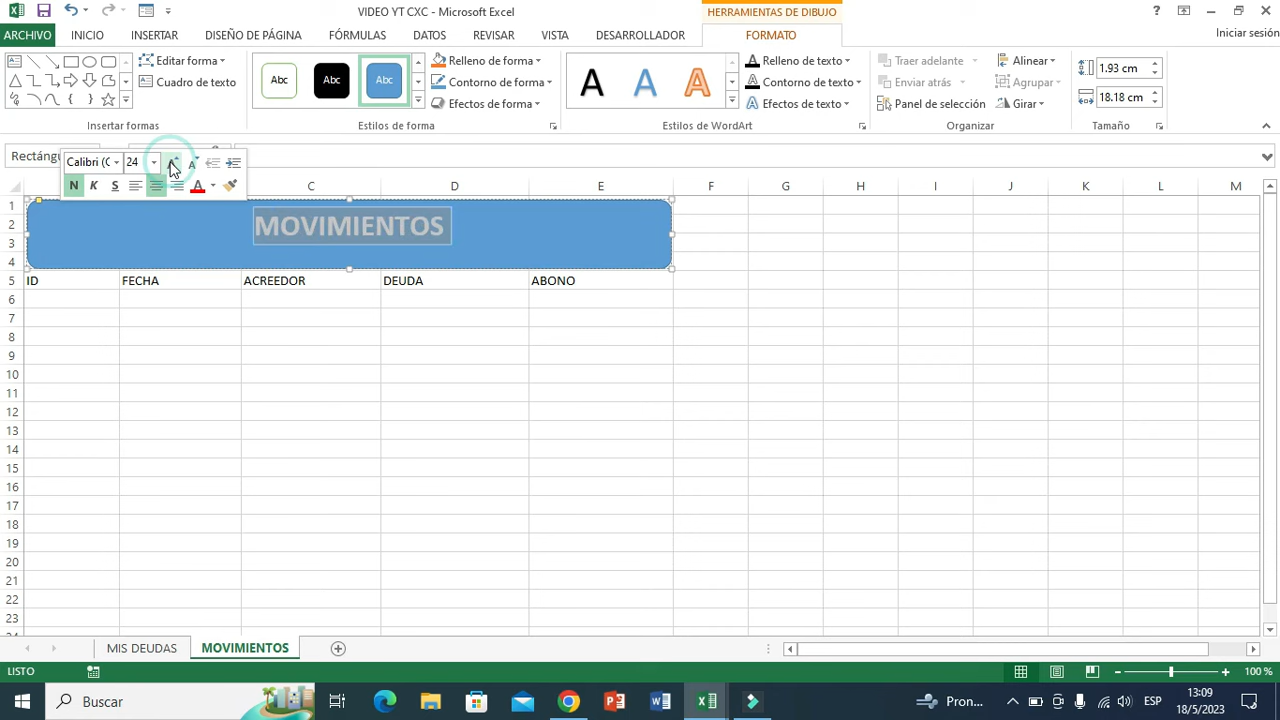 VIDEO YT CXC - Microsoft Excel
HERRAMIENTAS DE DIBUJO
ARCHIVO INICIO INSERTAR DISEÑO DE PÁGINA FÓRMULAS DATOS REVISAR VISTA DESARROLLADOR FORMATO Iniciar sesión
Editar forma
Cuadro de texto
Insertar formas
Abc Abc Abc
Relleno de forma
Contorno de forma
Efectos de forma
Estilos de forma
A A A
Relleno de texto
Contorno de texto
Efectos de texto
Estilos de WordArt
Traer adelante
Enviar atrás
Panel de selección
Alinear
Agrupar
Girar
Organizar
1.93 cm
18.18 cm
Tamaño
Rectáng
Calibri (C 24
N K S A
C D E F G H I J K L M
1
2 MOVIMIENTOS
3
4
5 ID FECHA ACREEDOR DEUDA ABONO
6
7
8
9
10
11
12
13
14
15
16
17
18
19
20
21
22
23
MIS DEUDAS MOVIMIENTOS
LISTO 100 %
Buscar Pron... ESP 13:09
18/5/2023